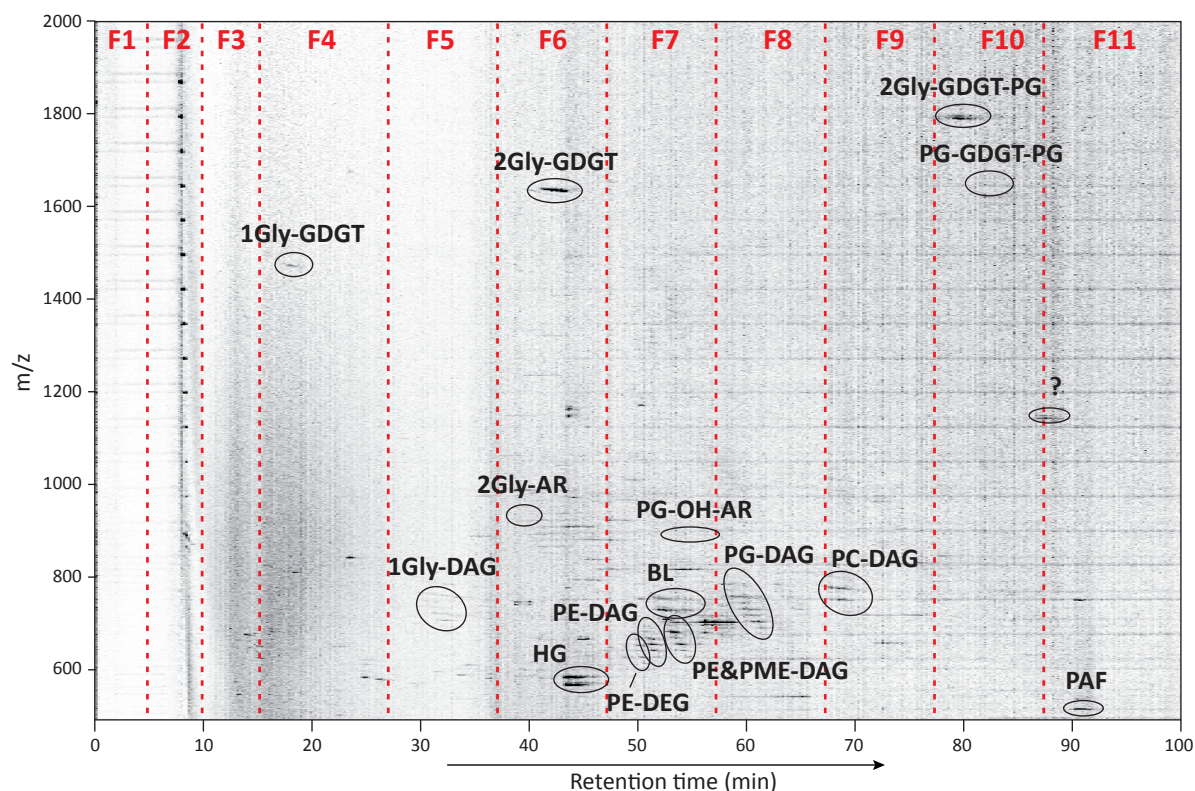 2000
F1 F2 F3 F4 F5 F6 F7 F8 F9 F10 F11
2Gly-GDGT-PG
1800
PG-GDGT-PG
2Gly-GDGT
1600
1Gly-GDGT
1400
m/z
1200
?
1000
2Gly-AR
PG-OH-AR
800
1Gly-DAG
BL
PG-DAG
PC-DAG
PE-DAG
HG
600
PE-DEG
PE&PME-DAG
PAF
0 10 20 30 40 50 60 70 80 90 100
Retention time (min)